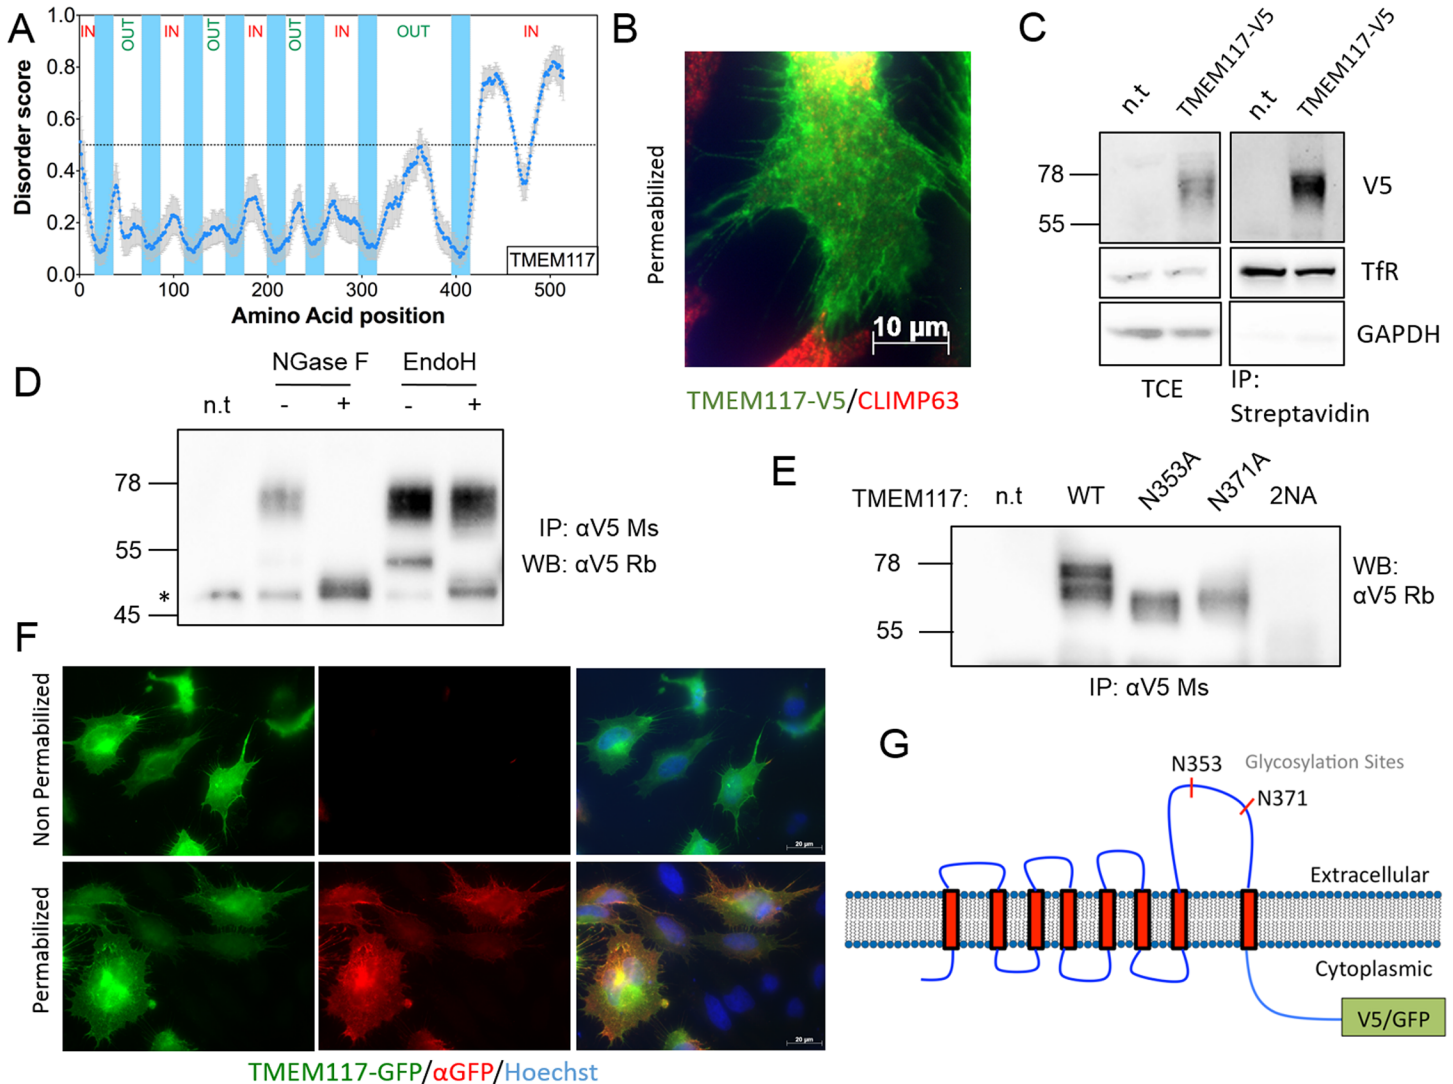 A
1.0
0.8
0.6
0.4
0.2
0.0
Disorder score
IN
OUT
IN
OUT
IN
OUT
IN
OUT
IN
TMEM117
0
100
200
300
400
500
Amino Acid position
B
Permeabilized
10 µm
TMEM117-V5/CLIMP63
C
n.t
TMEM117-V5
n.t
TMEM117-V5
78
55
V5
TfR
GAPDH
TCE
IP:
Streptavidin
D
NGase F
EndoH
n.t
-
+
-
+
78
55
*
45
IP: αV5 Ms
WB: αV5 Rb
E
TMEM117:
n.t
WT
N353A
N371A
2NA
78
55
WB:
αV5 Rb
IP: αV5 Ms
F
Non Permabilized
20 µm
Permabilized
20 µm
TMEM117-GFP/αGFP/Hoechst
G
N353
Glycosylation Sites
N371
Extracellular
Cytoplasmic
V5/GFP